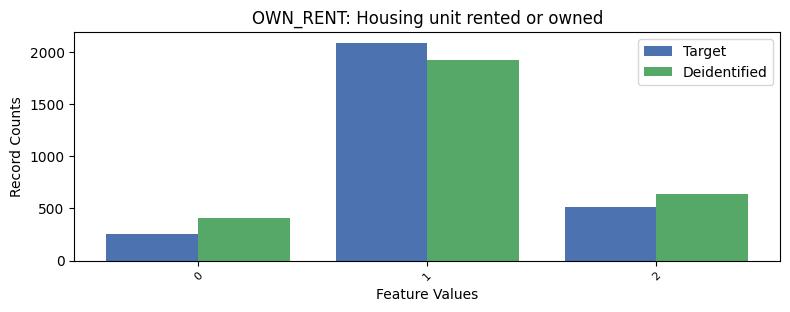 OWN_RENT: Housing unit rented or owned
Target
Deidentified
2000
1500
1000
500
0
Record Counts
0
1
2
Feature Values